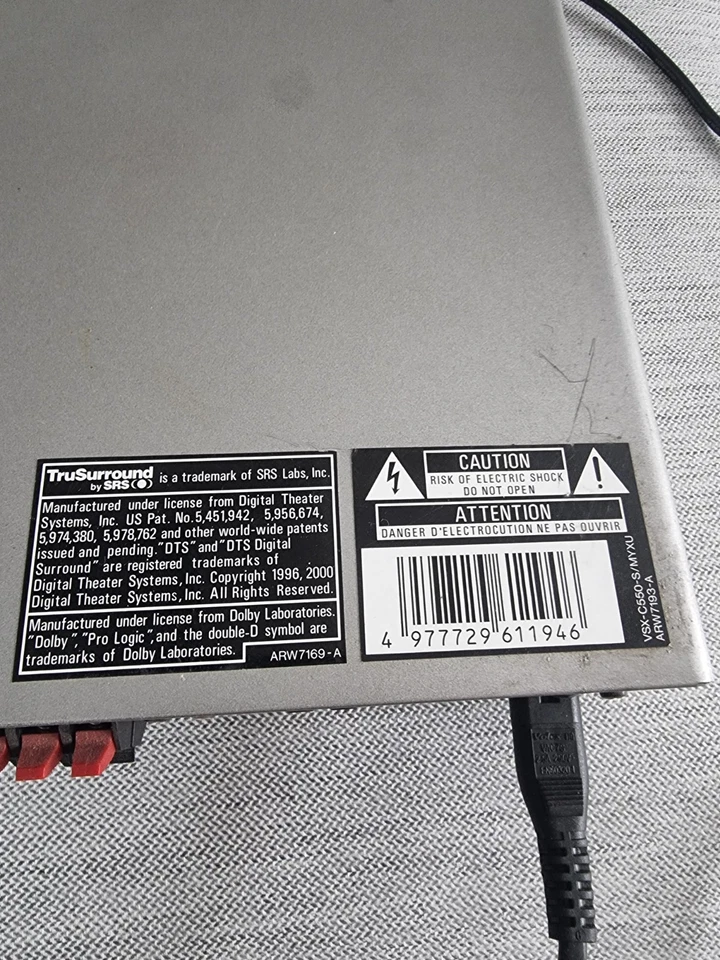 TruSurround
by SRS
is a trademark of SRS Labs, Inc.
Manufactured under license from Digital Theater
Systems, Inc. US Pat. No. 5,451,942, 5,956,674,
5,974,380, 5,978,762 and other world-wide patents
issued and pending. "DTS" and "DTS Digital
Surround" are registered trademarks of
Digital Theater Systems, Inc. Copyright 1996, 2000
Digital Theater Systems, Inc. All Rights Reserved.
Manufactured under license from Dolby Laboratories.
"Dolby", "Pro Logic", and the double-D symbol are
trademarks of Dolby Laboratories.
ARW7169-A
CAUTION
RISK OF ELECTRIC SHOCK
DO NOT OPEN
ATTENTION
DANGER D'ELECTROCUTION NE PAS OUVRIR
4 977729 611946
VSX-C550-S/MYXU
ARW7193-A